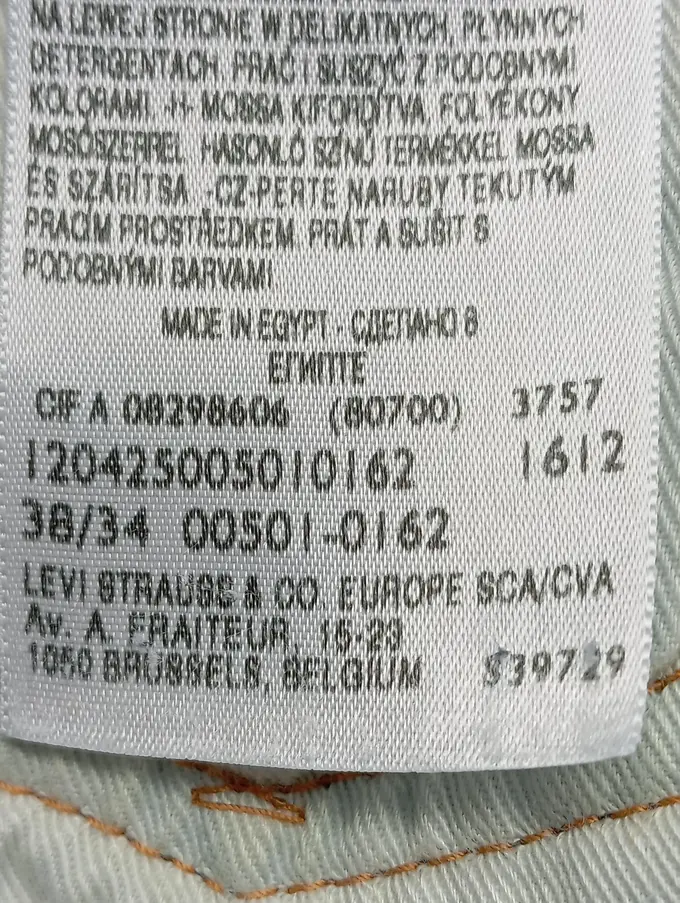 NA LEWEJ STRONIE W DELIKATNYCH, PŁYNNYCH
DETERGENTACH. PRAĆ I SUSZYĆ Z PODOBNYMI
KOLORAMI. -H- MOSSA KIFORDÍTVA, FOLYÉKONY
MOSÓSZERREL. HASONLÓ SZÍNŰ TERMÉKKEL MOSSA
ÉS SZÁRÍTSA. -CZ-PERTE NARUBY TEKUTÝM
PRACÍM PROSTŘEDKEM. PRÁT A SUŠIT S
PODOBNÝMI BARVAMI
MADE IN EGYPT - СДЕЛАНО В
ЕГИПТЕ
CIF A 08298606 (80700) 3757
120425005010162 1612
38/34 00501-0162
LEVI STRAUSS & CO. EUROPE SCA/CVA
Av. A. FRAITEUR, 15-23
1050 BRUSSELS, BELGIUM 539729